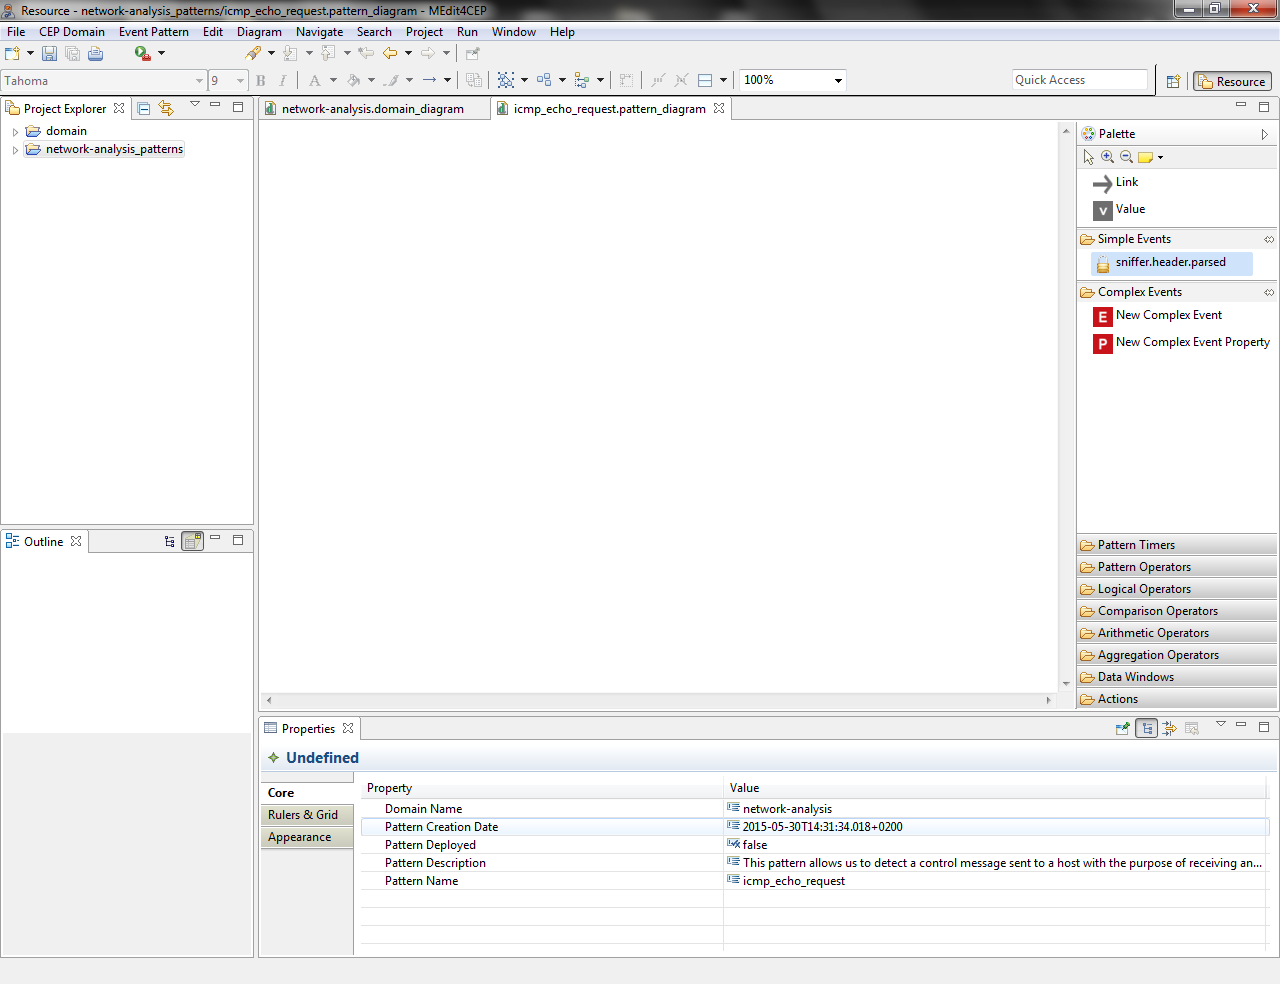 Resource - network-analysis_patterns/icmp_echo_request.pattern_diagram - MEdit4CEP
File CEP Domain Event Pattern Edit Diagram Navigate Search Project Run Window Help
Tahoma 9 B I A 100% Quick Access Resource
Project Explorer
domain
network-analysis_patterns
network-analysis.domain_diagram icmp_echo_request.pattern_diagram
Palette
Link
V Value
Simple Events
sniffer.header.parsed
Complex Events
E New Complex Event
P New Complex Event Property
Pattern Timers
Pattern Operators
Logical Operators
Comparison Operators
Arithmetic Operators
Aggregation Operators
Data Windows
Actions
Outline
Properties
Undefined
Core
Rulers & Grid
Appearance
Property Value
Domain Name network-analysis
Pattern Creation Date 2015-05-30T14:31:34.018+0200
Pattern Deployed false
Pattern Description This pattern allows us to detect a control message sent to a host with the purpose of receiving an...
Pattern Name icmp_echo_request